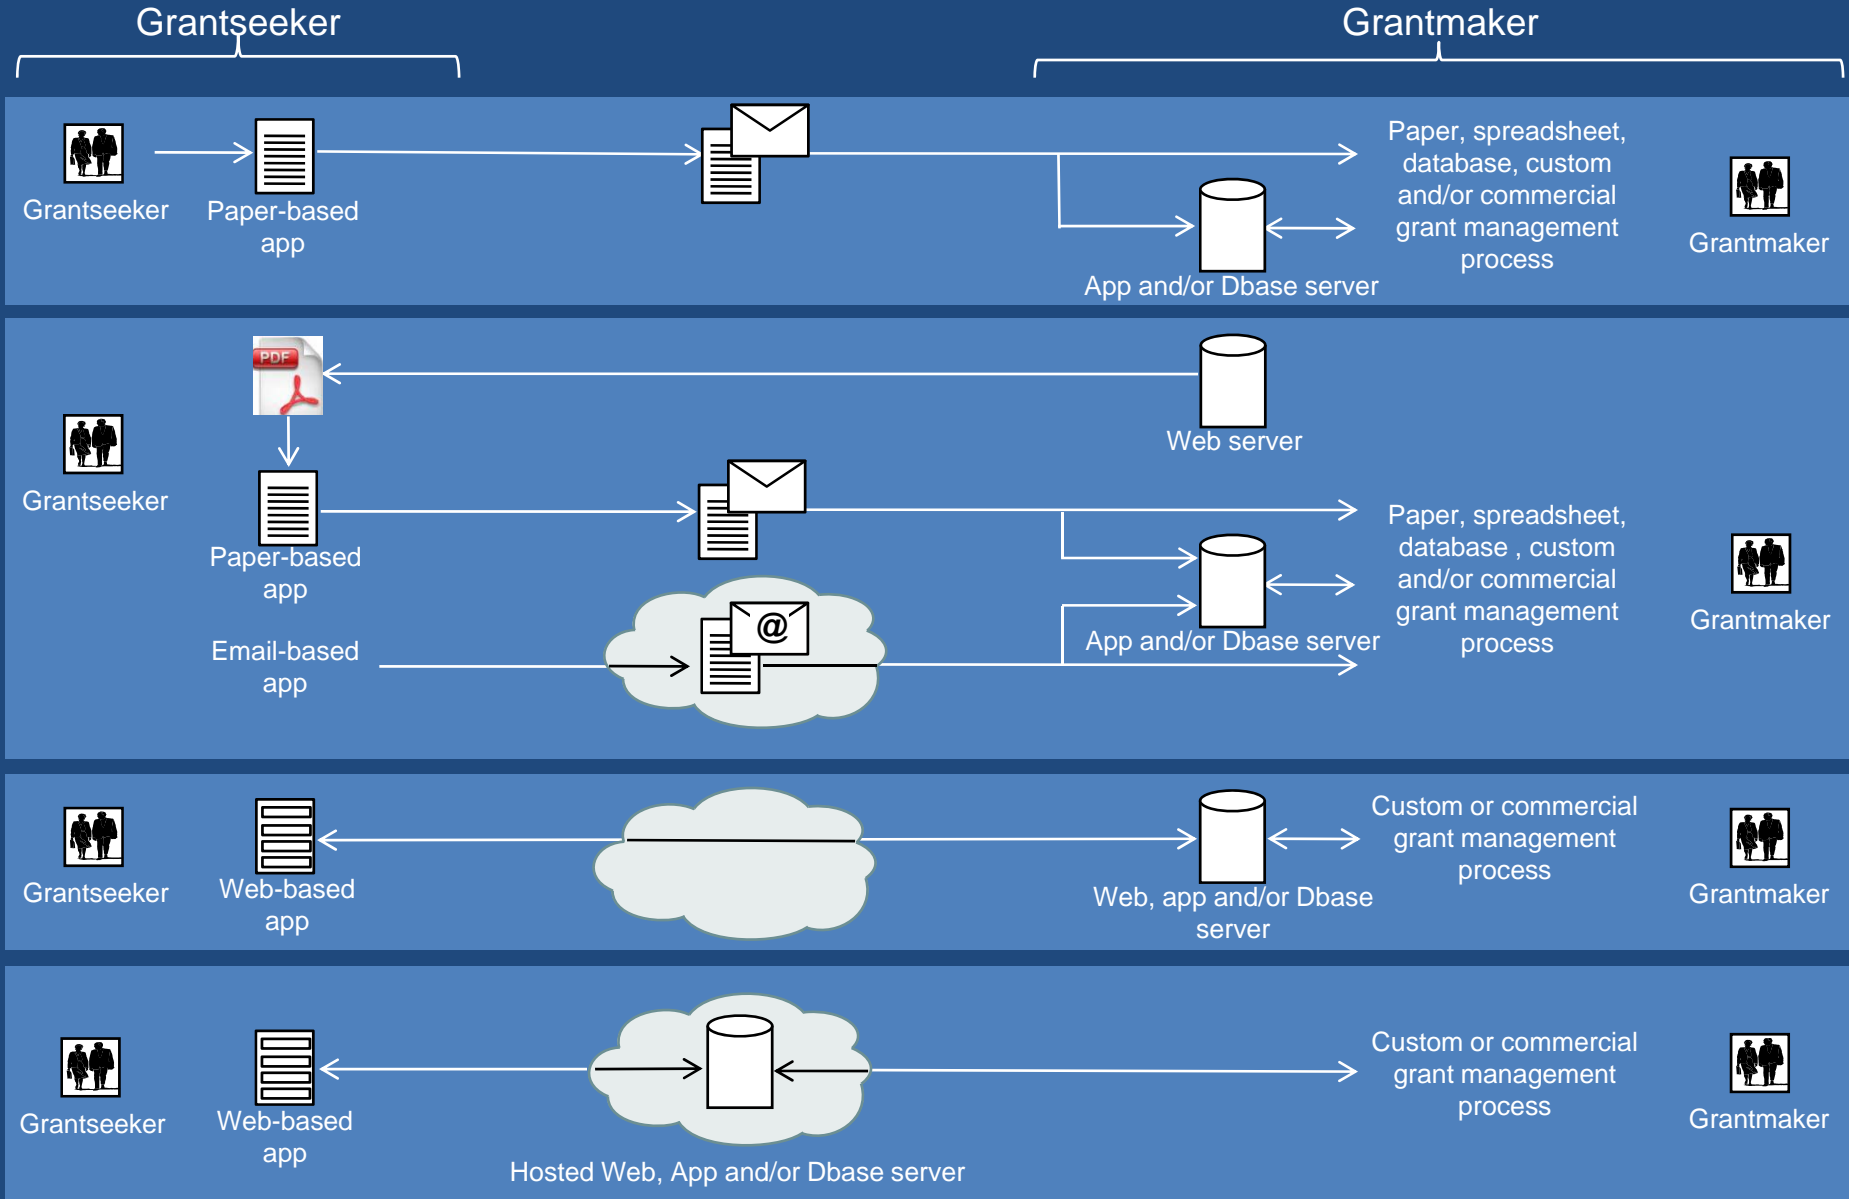 Grantseeker
Grantmaker
Grantseeker
Paper-based
app
App and/or Dbase server
Paper, spreadsheet,
database, custom
and/or commercial
grant management
process
Grantmaker
PDF
Web server
Grantseeker
Paper-based
app
Email-based
app
@
App and/or Dbase server
Paper, spreadsheet,
database , custom
and/or commercial
grant management
process
Grantmaker
Grantseeker
Web-based
app
Web, app and/or Dbase
server
Custom or commercial
grant management
process
Grantmaker
Grantseeker
Web-based
app
Hosted Web, App and/or Dbase server
Custom or commercial
grant management
process
Grantmaker